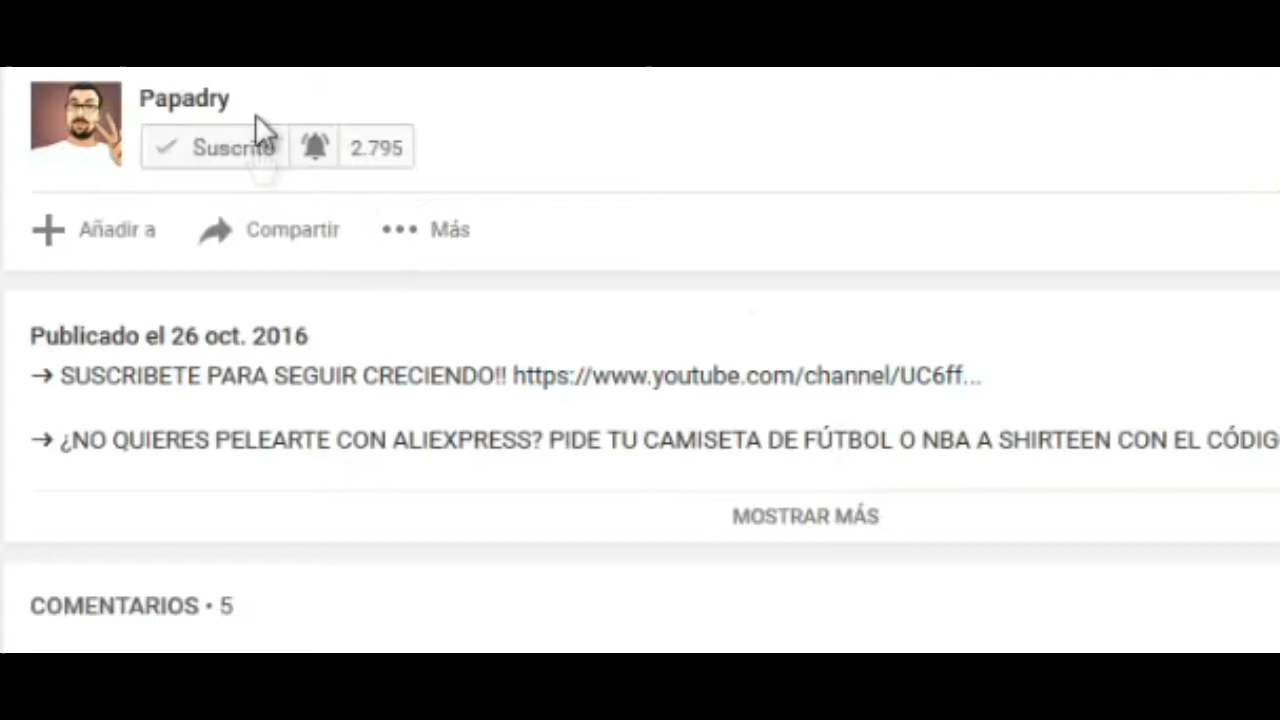 Papadry
Suscrito 2.795
Añadir a Compartir Más
Publicado el 26 oct. 2016
→ SUSCRIBETE PARA SEGUIR CRECIENDO!! https://www.youtube.com/channel/UC6ff...
→ ¿NO QUIERES PELEARTE CON ALIEXPRESS? PIDE TU CAMISETA DE FÚTBOL O NBA A SHIRTEEN CON EL CÓDIG
MOSTRAR MÁS
COMENTARIOS • 5